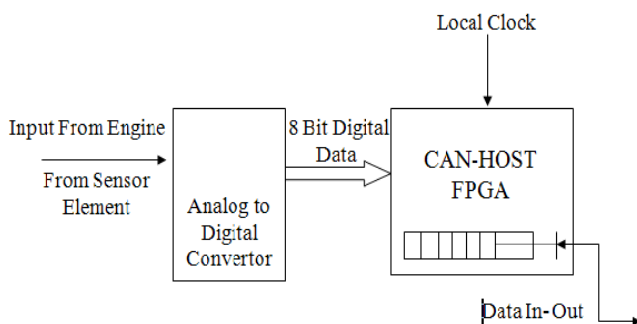 Local Clock
Input From Engine
From Sensor
Element
Analog to
Digital
Convertor
8 Bit Digital
Data
CAN-HOST
FPGA
Data In-Out